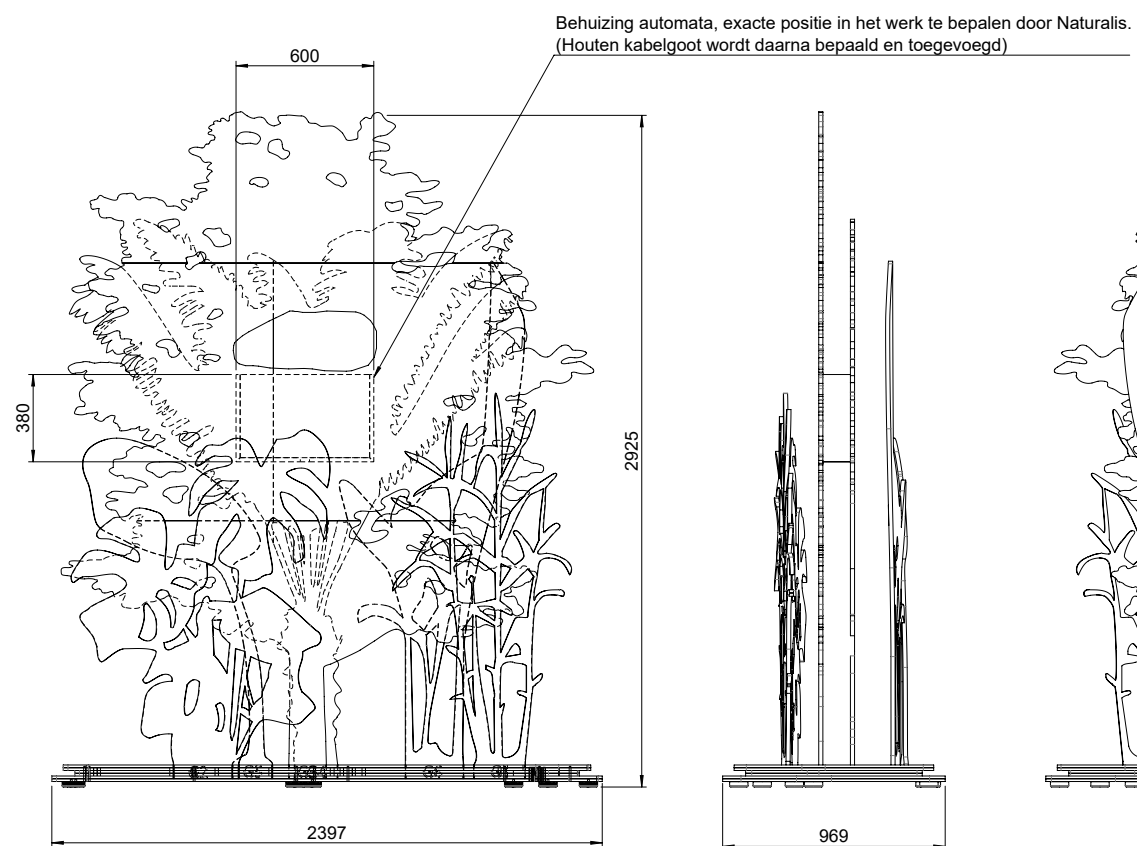 Behuizing automata, exacte positie in het werk te bepalen door Naturalis.
(Houten kabelgoot wordt daarna bepaald en toegevoegd)
600
380
2925
2397
969